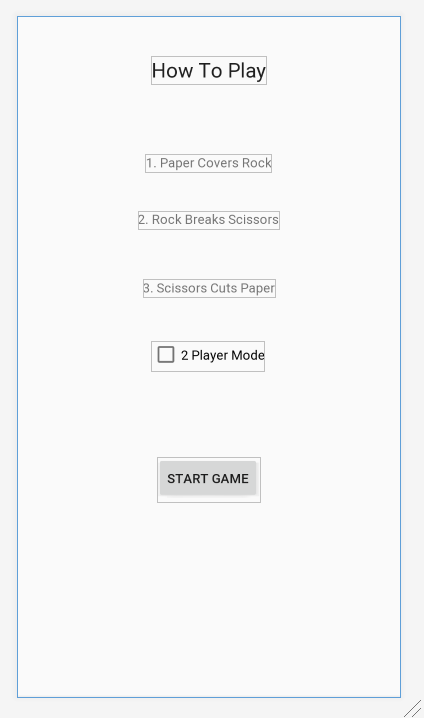 How To Play
1. Paper Covers Rock
2. Rock Breaks Scissors
3. Scissors Cuts Paper
2 Player Mode
START GAME